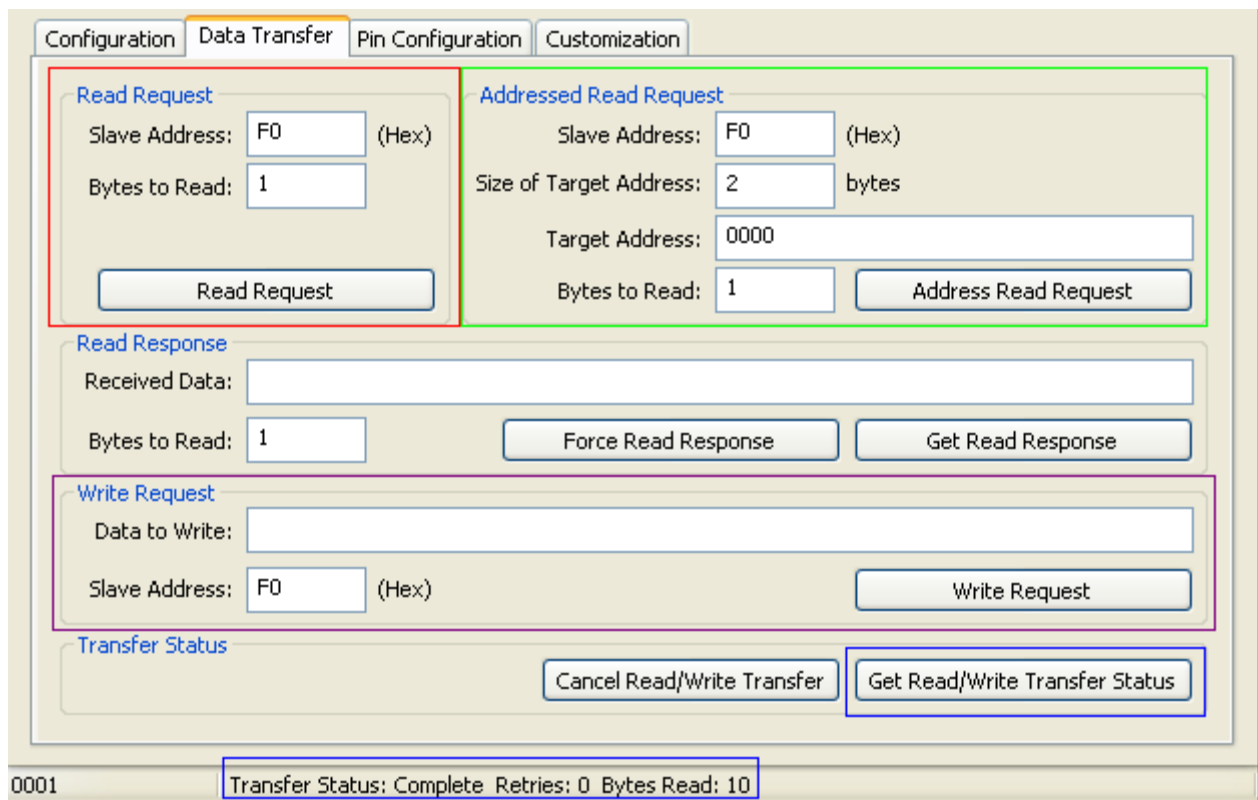 Configuration Data Transfer Pin Configuration Customization
Read Request
Slave Address: F0 (Hex)
Bytes to Read: 1
Read Request
Addressed Read Request
Slave Address: F0 (Hex)
Size of Target Address: 2 bytes
Target Address: 0000
Bytes to Read: 1 Address Read Request
Read Response
Received Data:
Bytes to Read: 1 Force Read Response Get Read Response
Write Request
Data to Write:
Slave Address: F0 (Hex) Write Request
Transfer Status
Cancel Read/Write Transfer Get Read/Write Transfer Status
0001 Transfer Status: Complete Retries: 0 Bytes Read: 10